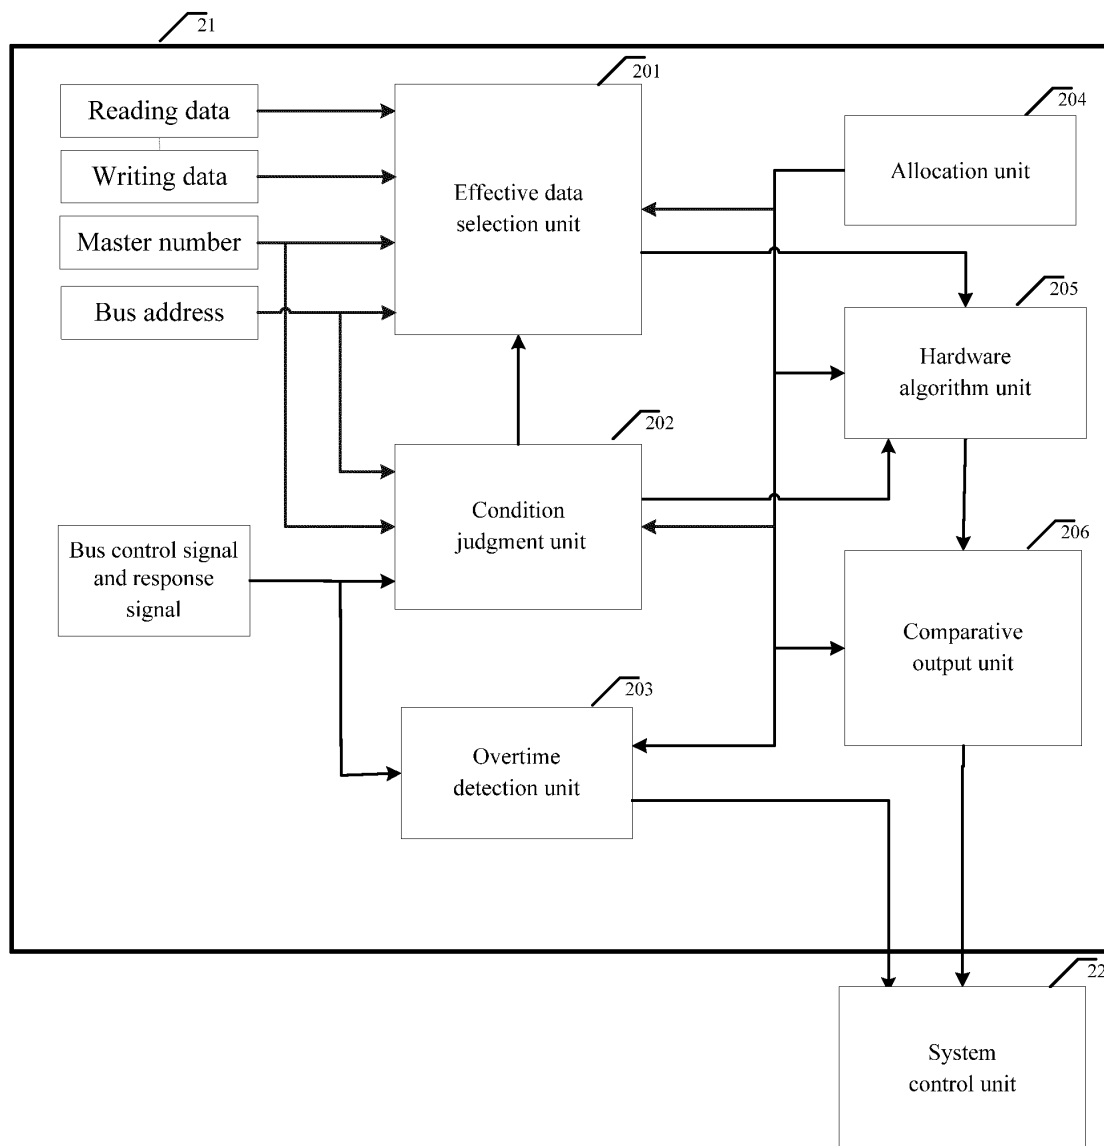 21
201
Reading data
Writing data
Master number
Bus address
Effective data
selection unit
204
Allocation unit
205
Hardware
algorithm unit
202
Condition
judgment unit
Bus control signal
and response
signal
206
Comparative
output unit
203
Overtime
detection unit
22
System
control unit